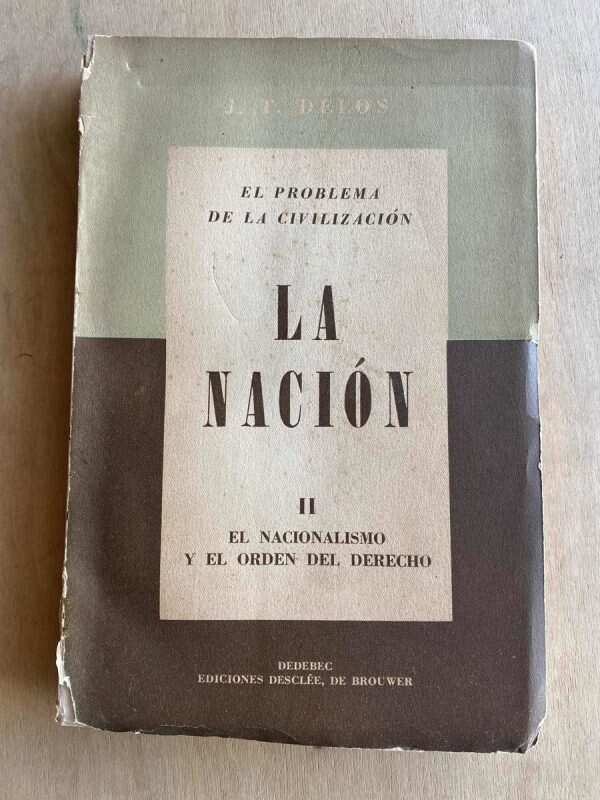 J. T. DELOS
EL PROBLEMA
DE LA CIVILIZACIÓN
LA
NACIÓN
II
EL NACIONALISMO
Y EL ORDEN DEL DERECHO
DEDEBEC
EDICIONES DESCLÉE, DE BROUWER